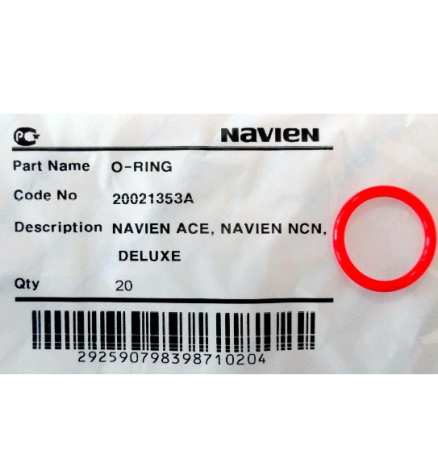 NAVIEN
Part Name O-RING
Code No 20021353A
Description NAVIEN ACE, NAVIEN NCN,
DELUXE
Qty 20
292590798398710204